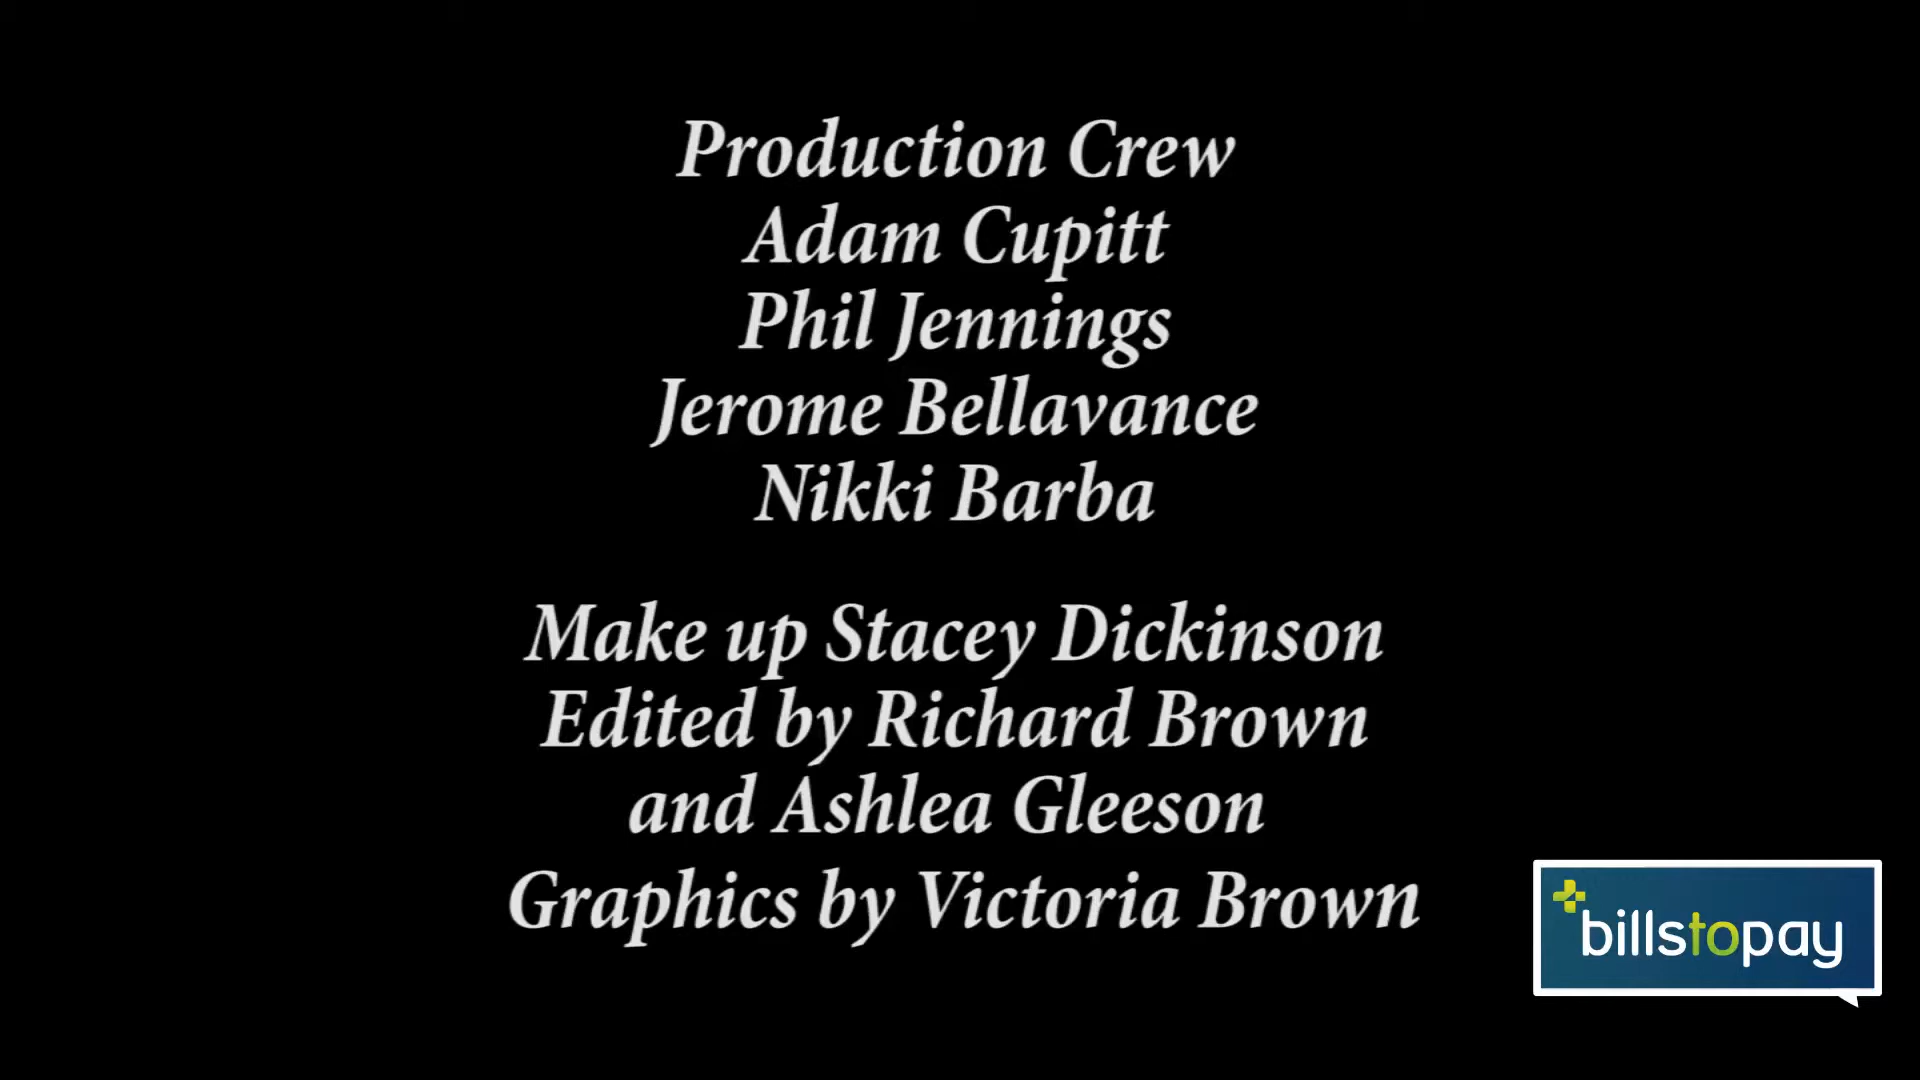 Production Crew
Adam Cupitt
Phil Jennings
Jerome Bellavance
Nikki Barba
Make up Stacey Dickinson
Edited by Richard Brown
and Ashlea Gleeson
Graphics by Victoria Brown
billstopay